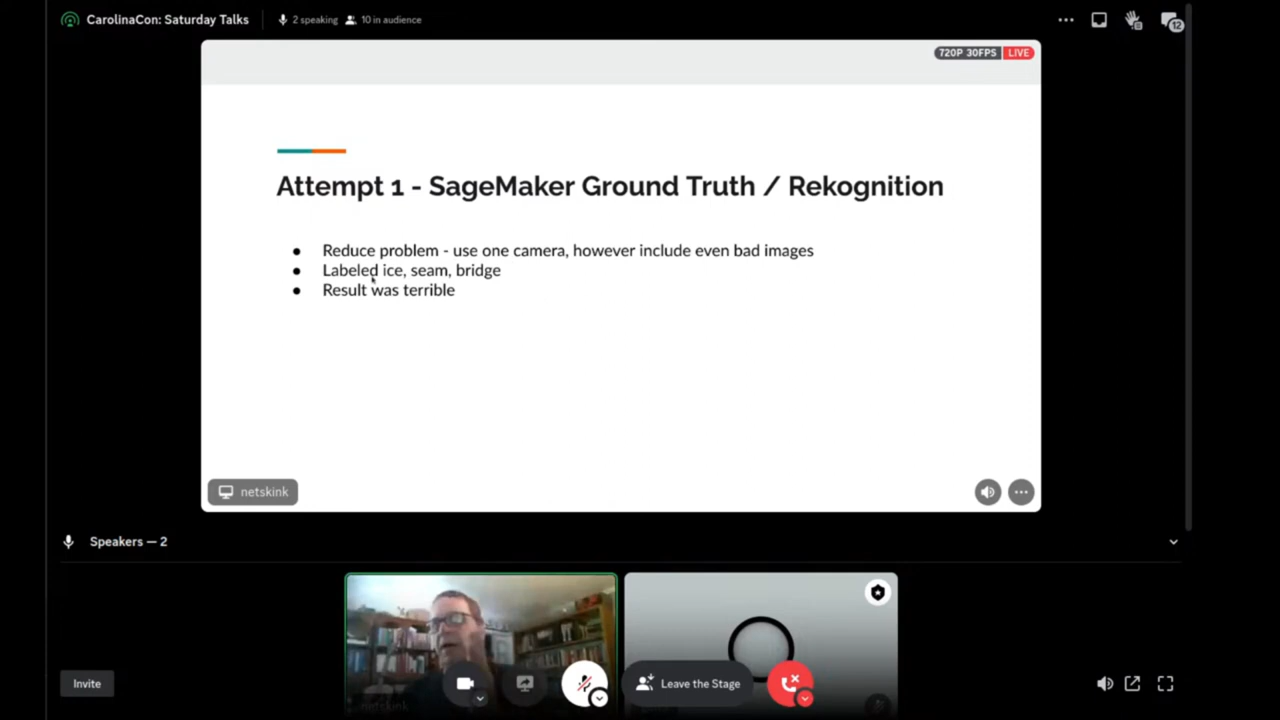 CarolinaCon: Saturday Talks
2 speaking
10 in audience
12
720P 30FPS
LIVE
Attempt 1 - SageMaker Ground Truth / Rekognition
Reduce problem - use one camera, however include even bad images
Labeled ice, seam, bridge
Result was terrible
netskink
Speakers — 2
Invite
netskink
Leave the Stage